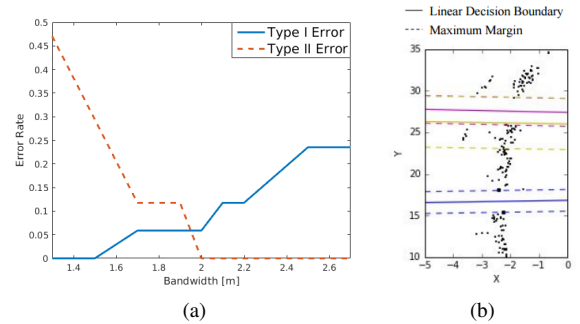 Type I Error
Type II Error
0.5
0.45
0.4
0.35
0.3
0.25
0.2
0.15
0.1
0.05
0
Error Rate
1.4 1.6 1.8 2 2.2 2.4 2.6
Bandwidth [m]
(a)
Linear Decision Boundary
Maximum Margin
35
30
25
20
15
10
Y
-5 -4 -3 -2 -1 0
X
(b)